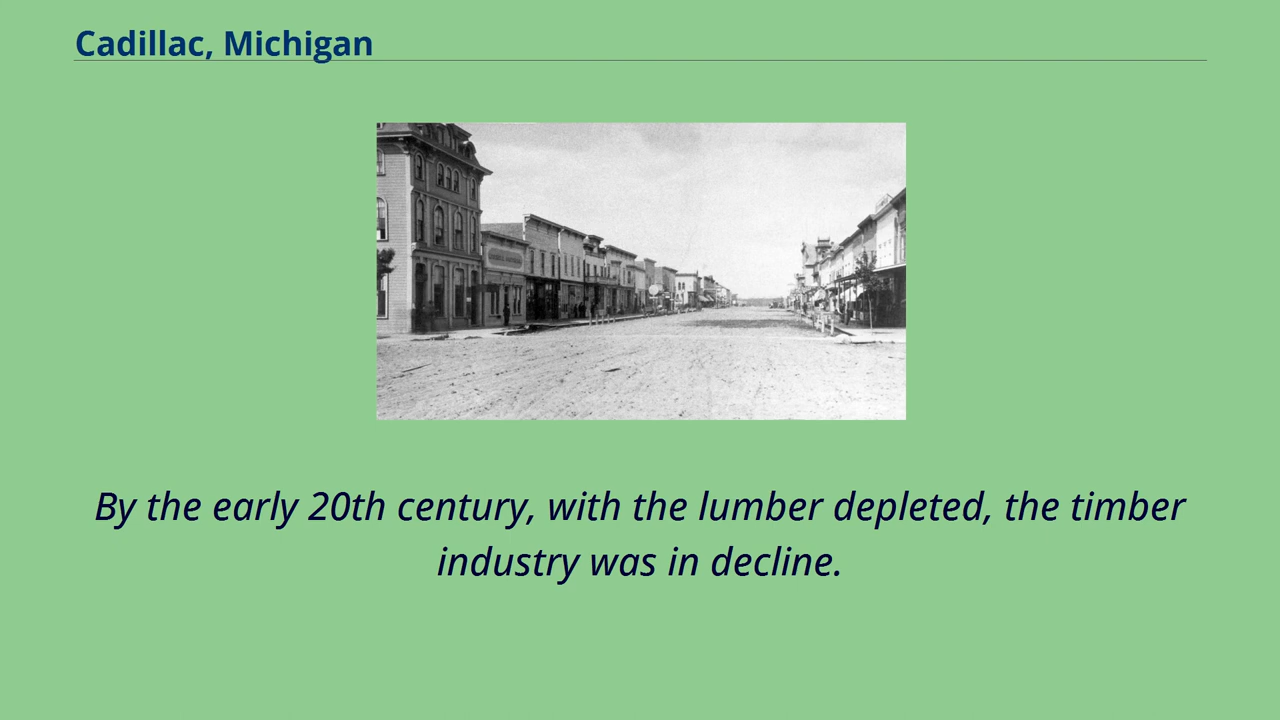 Cadillac, Michigan
By the early 20th century, with the lumber depleted, the timber
industry was in decline.